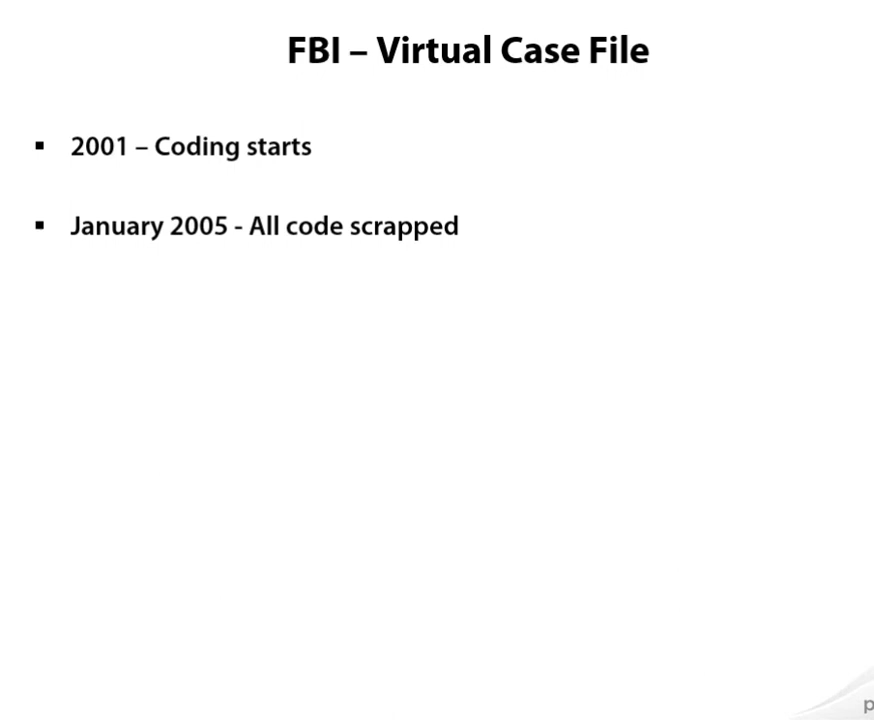 FBI – Virtual Case File
▪ 2001 – Coding starts
▪ January 2005 - All code scrapped
p